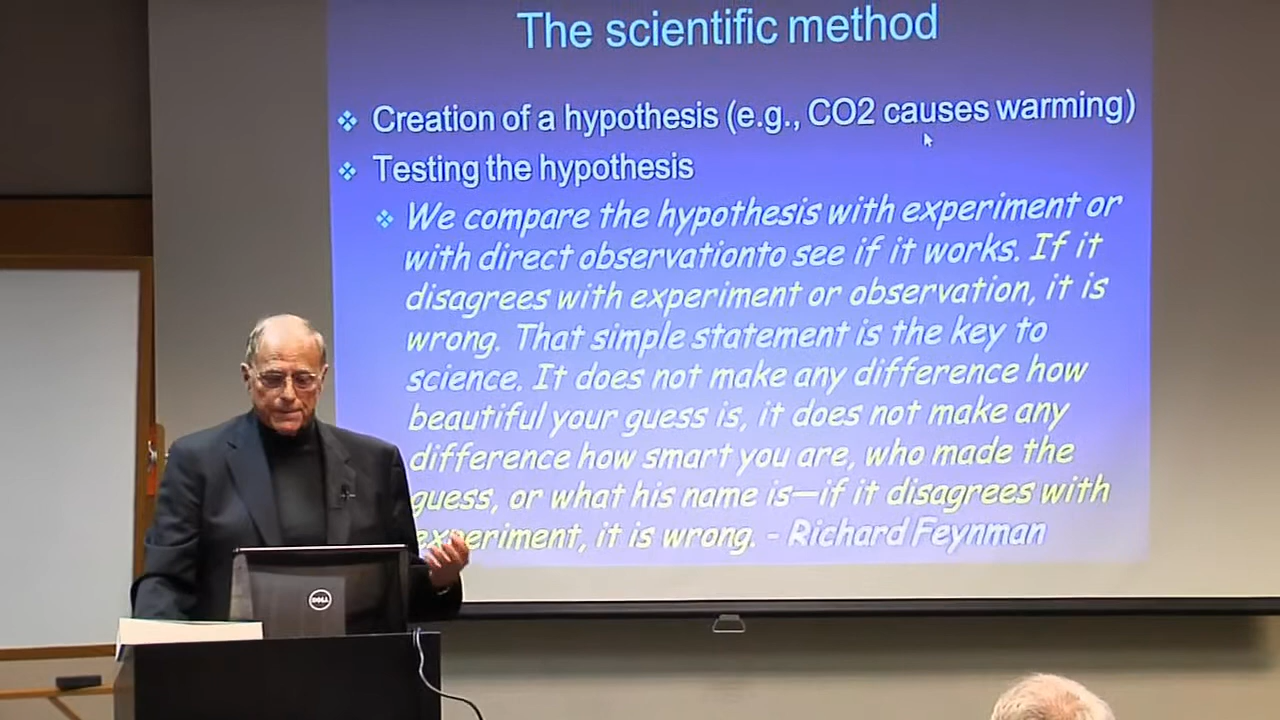 The scientific method
Creation of a hypothesis (e.g., CO2 causes warming)
Testing the hypothesis
We compare the hypothesis with experiment or
with direct observationto see if it works. If it
disagrees with experiment or observation, it is
wrong. That simple statement is the key to
science. It does not make any difference how
beautiful your guess is, it does not make any
difference how smart you are, who made the
guess, or what his name is—if it disagrees with
experiment, it is wrong. - Richard Feynman
DELL